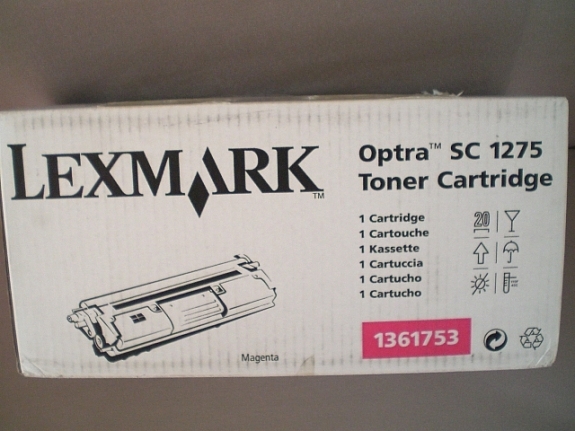 LEXMARK™
Optra™ SC 1275
Toner Cartridge
1 Cartridge
1 Cartouche
1 Kassette
1 Cartuccia
1 Cartucho
1 Cartucho
20
Magenta
1361753